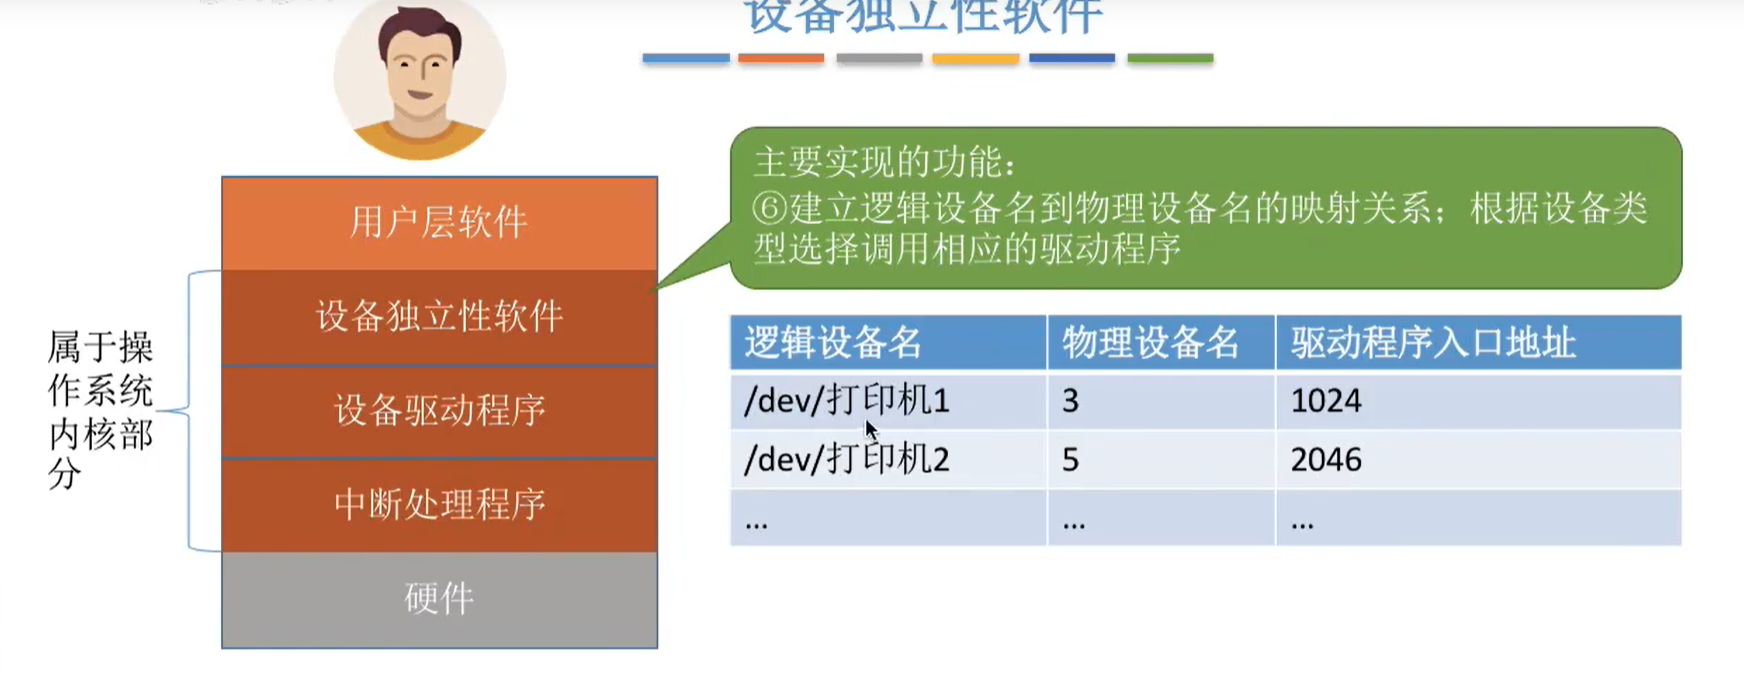 设备独立性软件
主要实现的功能：
⑥建立逻辑设备名到物理设备名的映射关系；根据设备类
型选择调用相应的驱动程序
用户层软件
设备独立性软件
设备驱动程序
中断处理程序
硬件
属于操
作系统
内核部
分
逻辑设备名 物理设备名 驱动程序入口地址
/dev/打印机1 3 1024
/dev/打印机2 5 2046
... ... ...